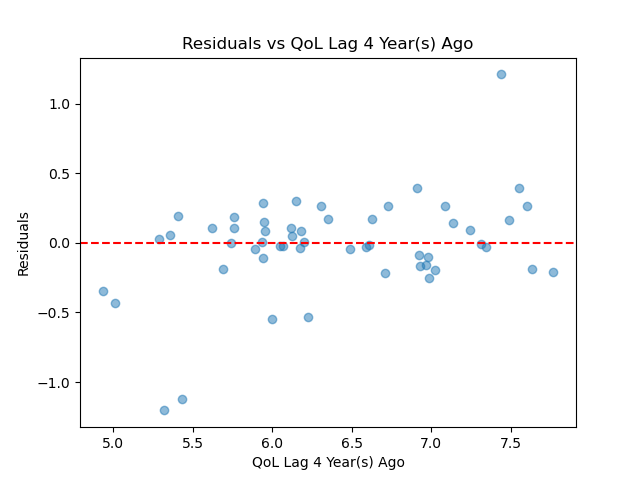 Residuals vs QoL Lag 4 Year(s) Ago
1.0
0.5
0.0
−0.5
−1.0
Residuals
5.0 5.5 6.0 6.5 7.0 7.5
QoL Lag 4 Year(s) Ago